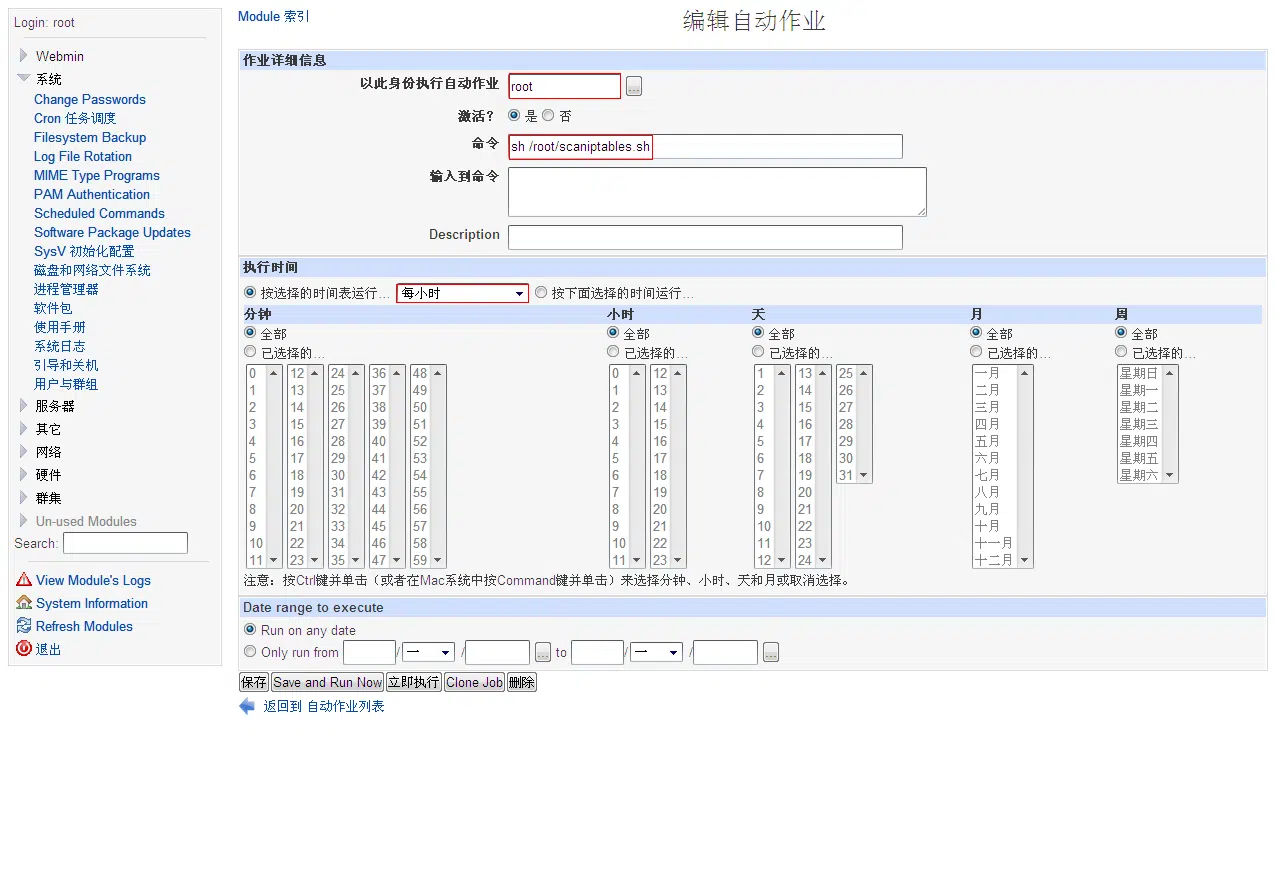 Login: root
Webmin
系统
Change Passwords
Cron 任务调度
Filesystem Backup
Log File Rotation
MIME Type Programs
PAM Authentication
Scheduled Commands
Software Package Updates
SysV 初始化配置
磁盘和网络文件系统
进程管理器
软件包
使用手册
系统日志
引导和关机
用户与群组
服务器
其它
网络
硬件
群集
Un-used Modules
Search:
View Module's Logs
System Information
Refresh Modules
退出
Module 索引
编辑自动作业
作业详细信息
以此身份执行自动作业 root ...
激活? 是 否
命令 sh /root/scaniptables.sh
输入到命令
Description
执行时间
按选择的时间表运行... 每小时 按下面选择的时间运行...
分钟 小时 天 月 周
全部 全部 全部 全部 全部
已选择的... 已选择的... 已选择的... 已选择的... 已选择的...
0 12 24 36 48 0 12 1 13 25 一月 星期日
1 13 25 37 49 1 13 2 14 26 二月 星期一
2 14 26 38 50 2 14 3 15 27 三月 星期二
3 15 27 39 51 3 15 4 16 28 四月 星期三
4 16 28 40 52 4 16 5 17 29 五月 星期四
5 17 29 41 53 5 17 6 18 30 六月 星期五
6 18 30 42 54 6 18 7 19 31 七月 星期六
7 19 31 43 55 7 19 8 20 八月
8 20 32 44 56 8 20 9 21 九月
9 21 33 45 57 9 21 10 22 十月
10 22 34 46 58 10 22 11 23 十一月
11 23 35 47 59 11 23 12 24 十二月
注意：按Ctrl键并单击（或者在Mac系统中按Command键并单击）来选择分钟、小时、天和月或取消选择。
Date range to execute
Run on any date
Only run from / 一 / ... to / 一 / ...
保存 Save and Run Now 立即执行 Clone Job 删除
返回到 自动作业列表